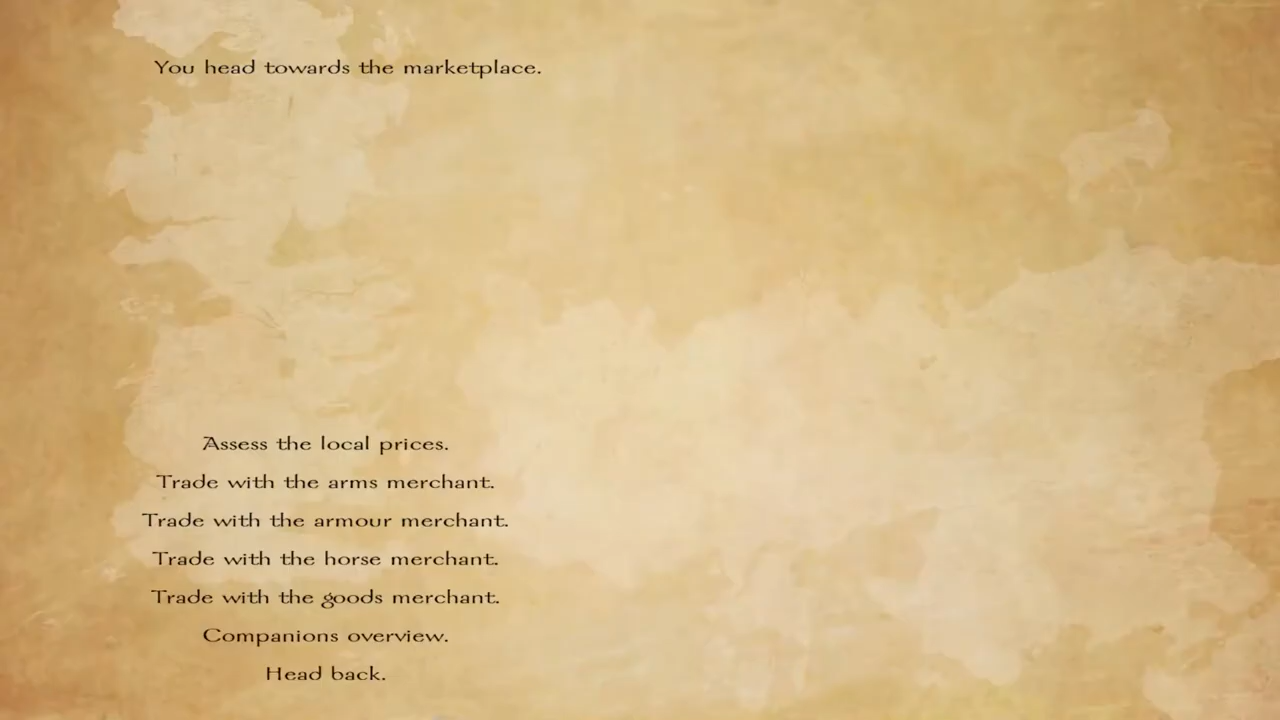 You head towards the marketplace.
Assess the local prices.
Trade with the arms merchant.
Trade with the armour merchant.
Trade with the horse merchant.
Trade with the goods merchant.
Companions overview.
Head back.